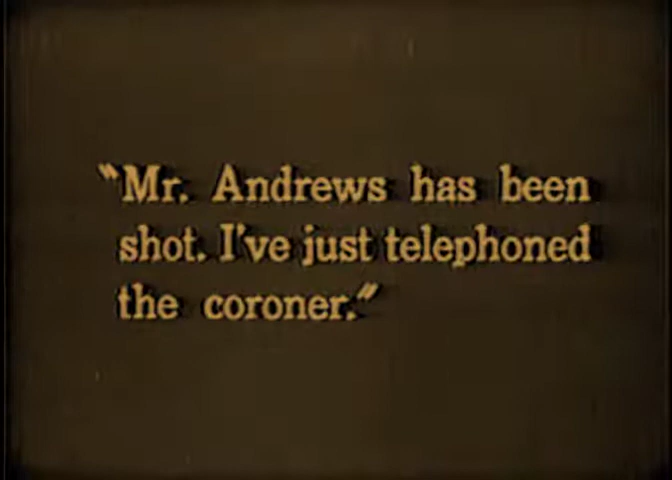 "Mr. Andrews has been
shot. I've just telephoned
the coroner."